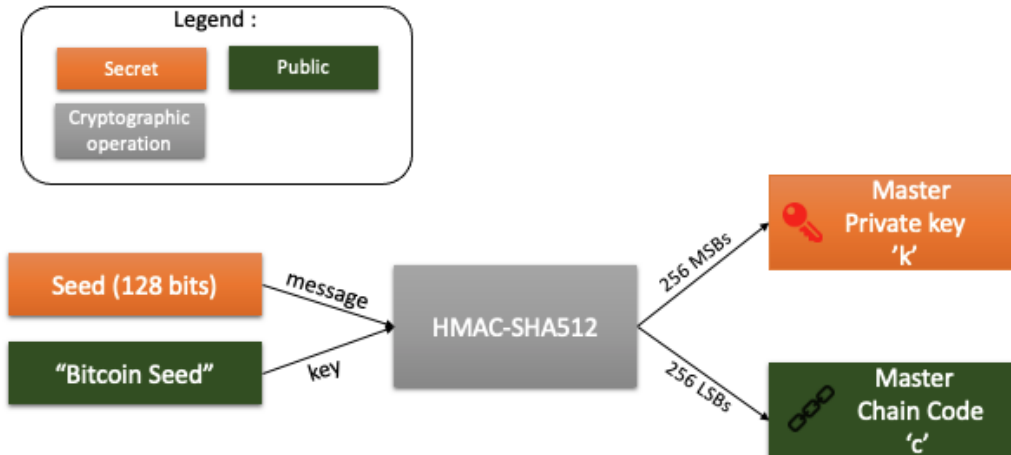 Legend :
Secret
Public
Cryptographic
operation
Seed (128 bits)
message
“Bitcoin Seed”
key
HMAC-SHA512
256 MSBs
256 LSBs
Master
Private key
‘k’
Master
Chain Code
‘c’